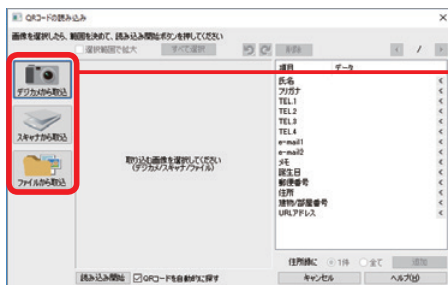 QRコードの読み込み
画像を選択したら、範囲を決めて、読み込み開始ボタンを押してください
選択範囲で拡大
すべて選択
削除
/
デジカメから取込
スキャナから取込
ファイルから取込
取り込む画像を選択してください
(デジカメ/スキャナ/ファイル)
項目 データ
氏名
フリガナ
TEL1
TEL2
TEL3
TEL4
e-mail1
e-mail2
メモ
誕生日
郵便番号
住所
建物/部屋番号
URLアドレス
住所録に 1件 全て 追加
読み込み開始 QRコードを自動的に探す
キャンセル
ヘルプ(H)